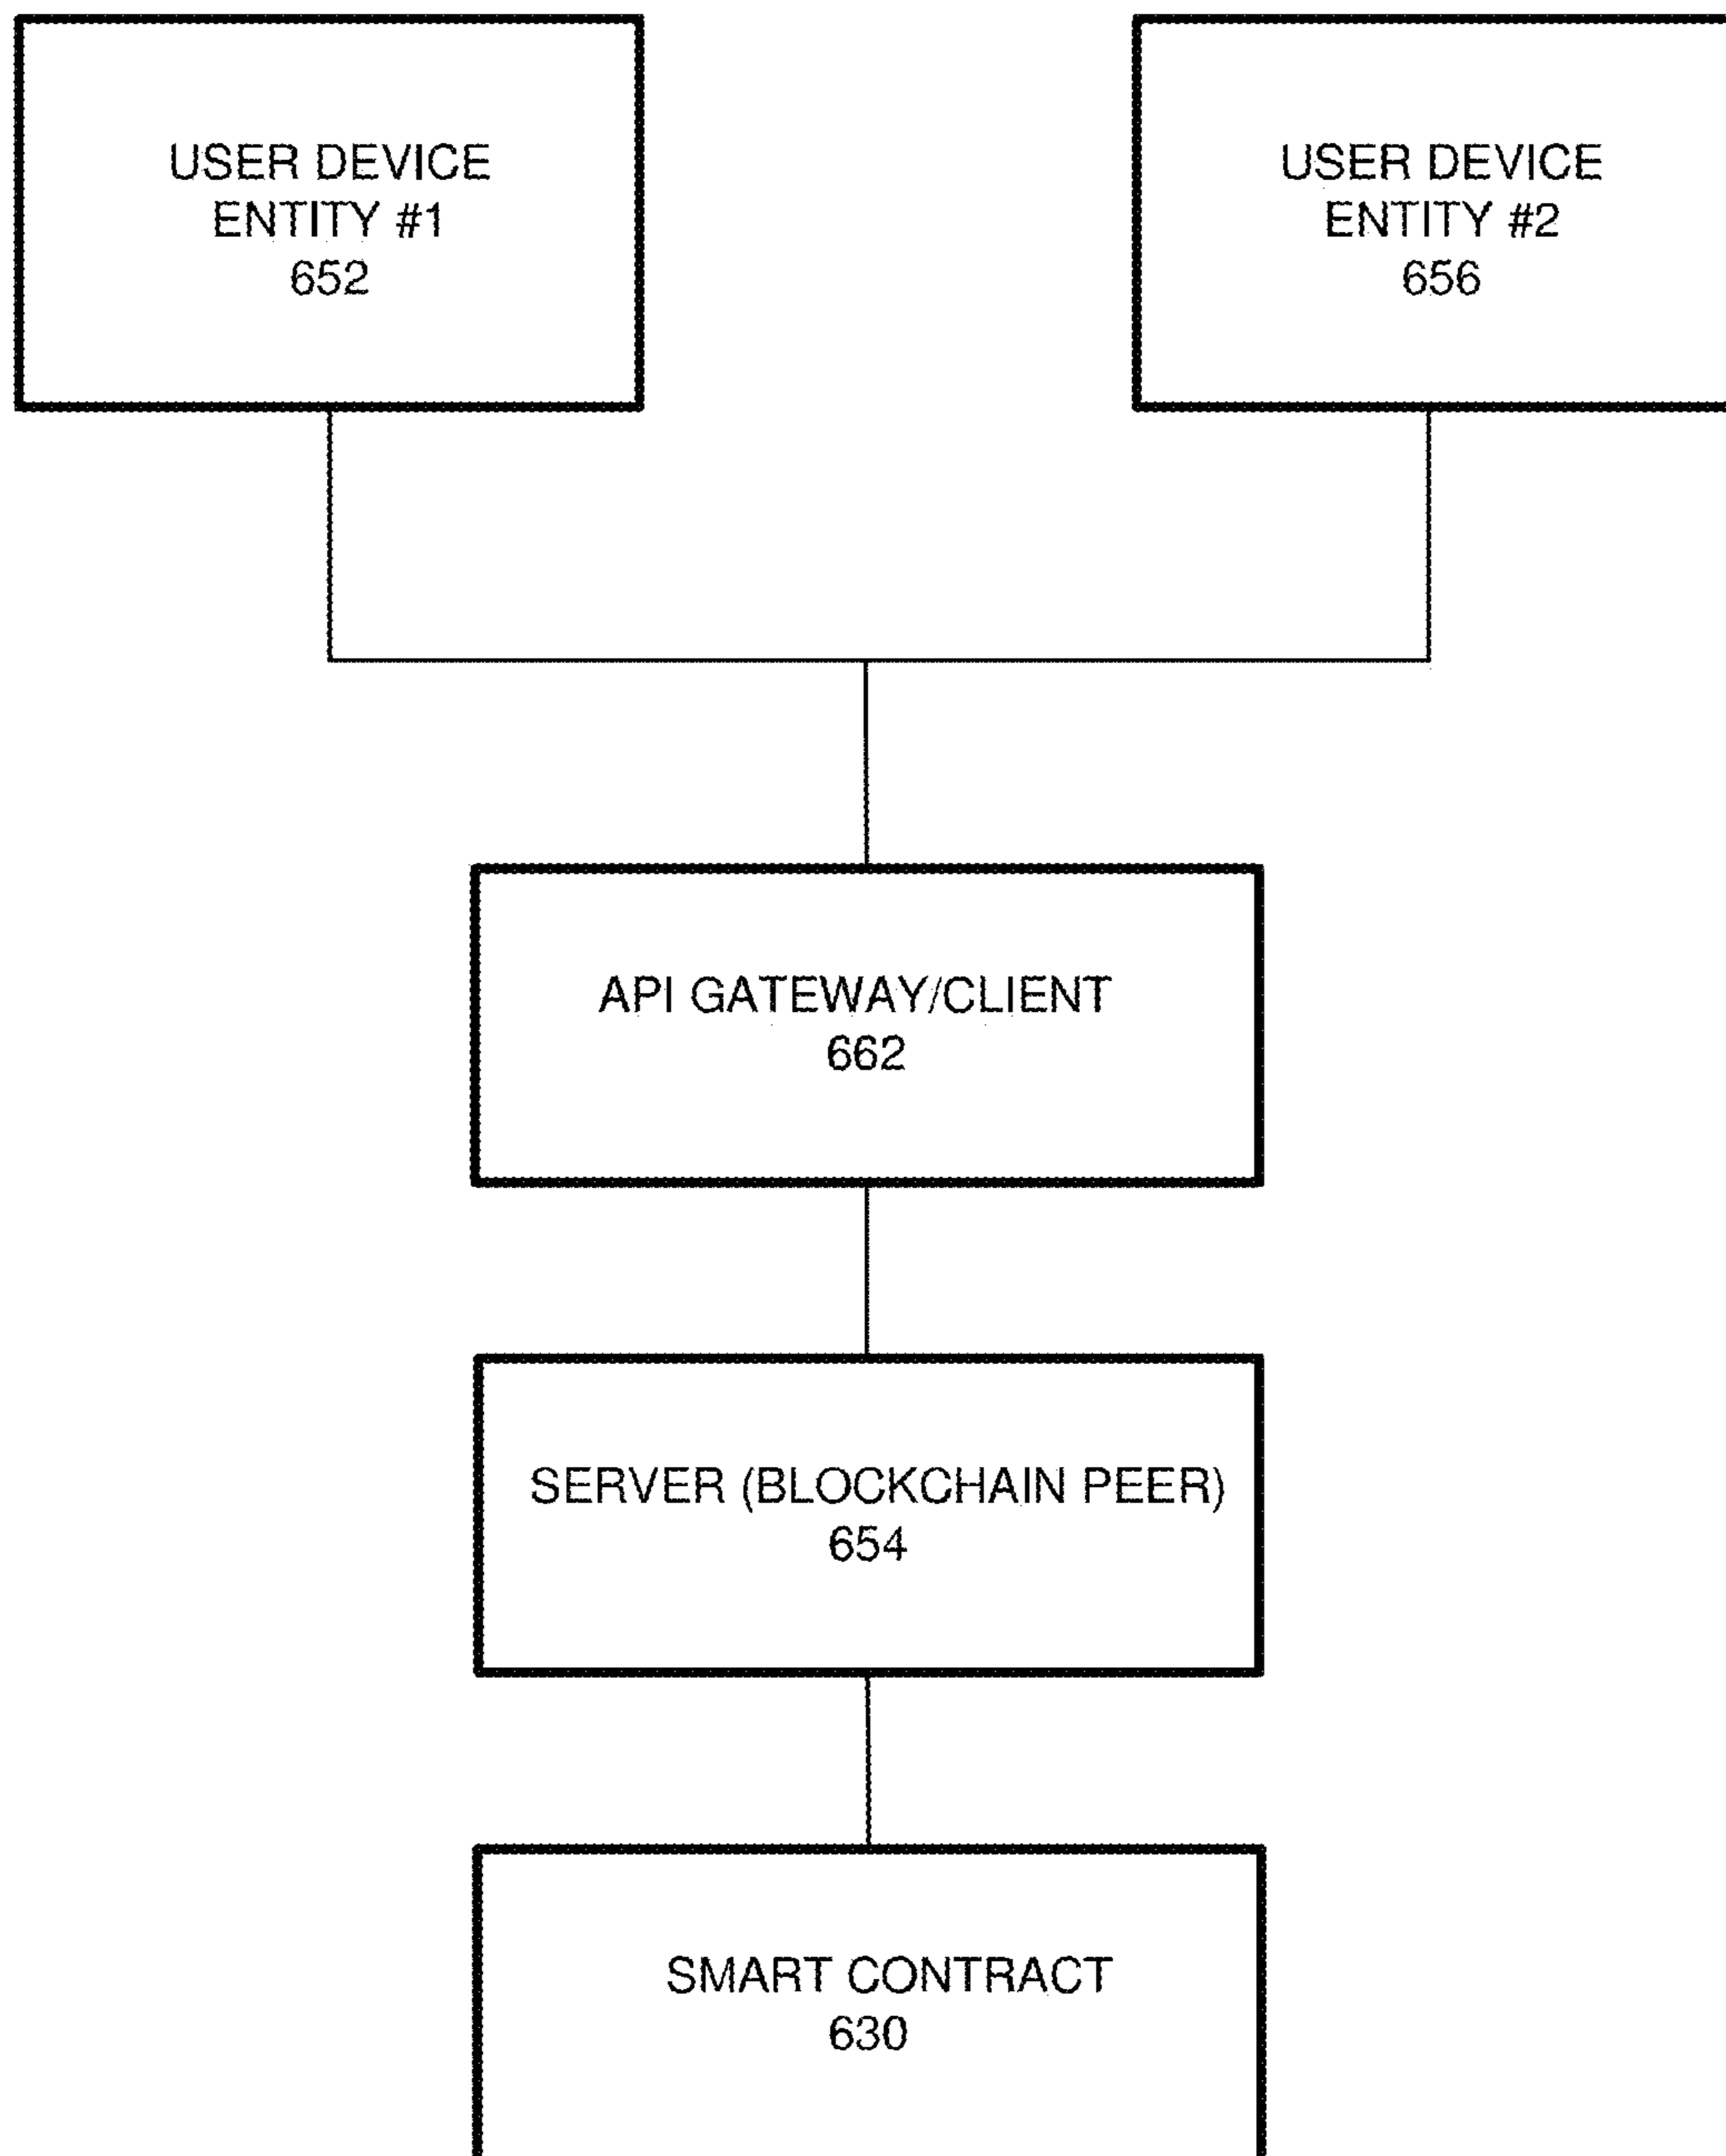 USER DEVICE
ENTITY #1
652
USER DEVICE
ENTITY #2
656
API GATEWAY/CLIENT
662
SERVER (BLOCKCHAIN PEER)
654
SMART CONTRACT
630